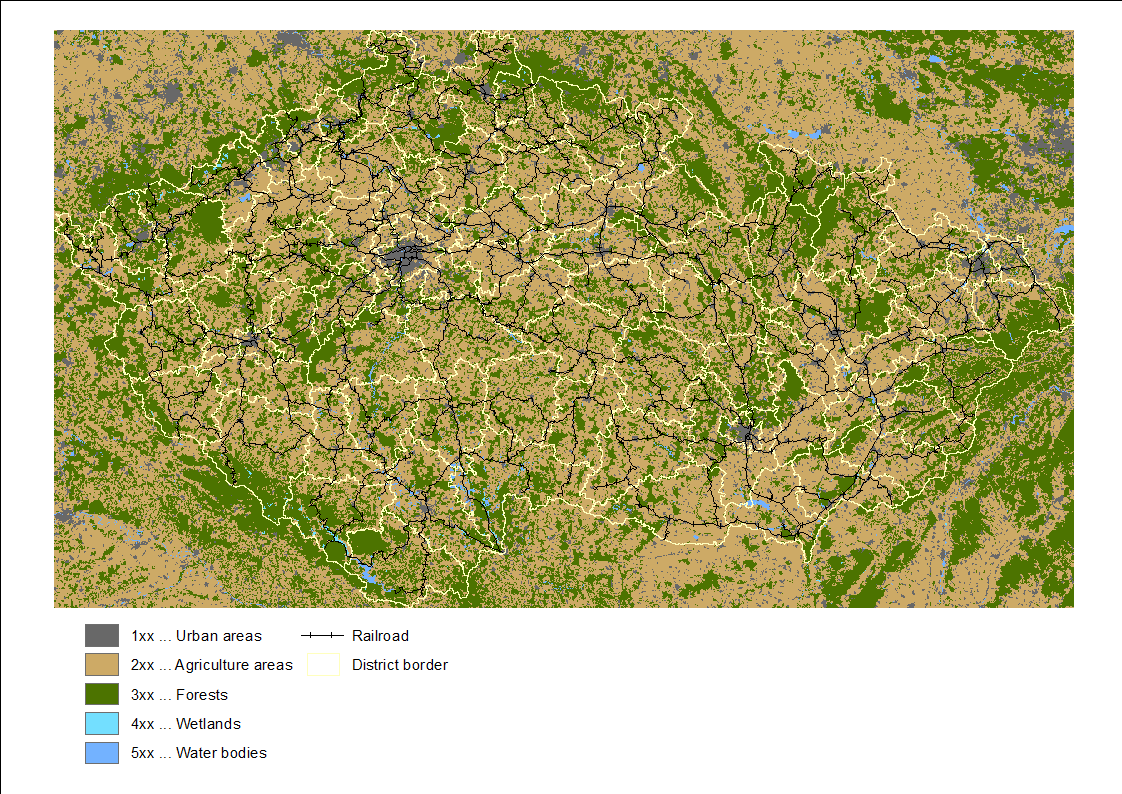 1xx ... Urban areas
2xx ... Agriculture areas
3xx ... Forests
4xx ... Wetlands
5xx ... Water bodies
Railroad
District border